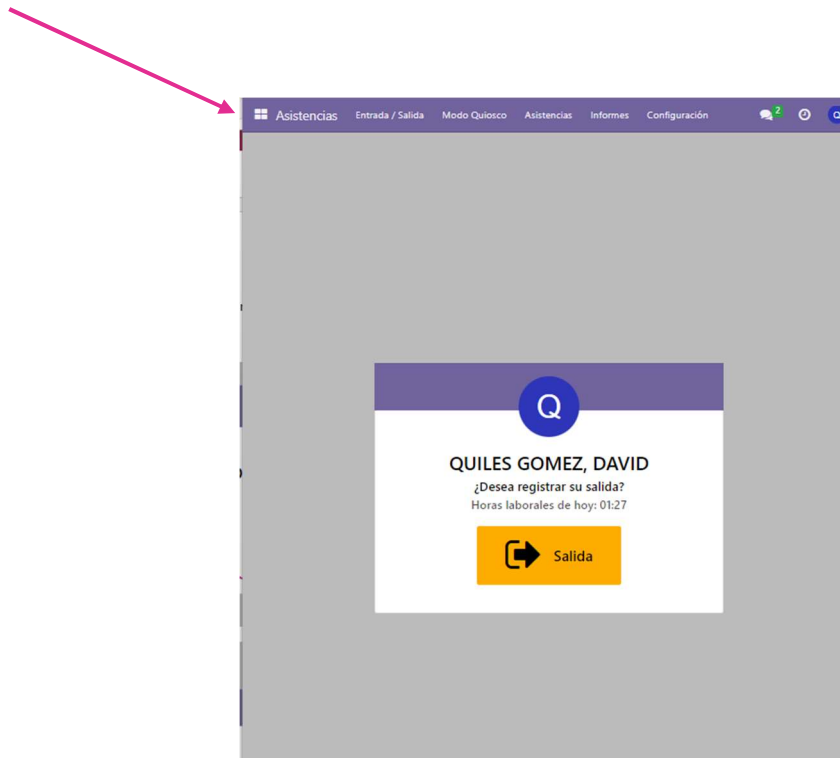 Asistencias Entrada / Salida Modo Quiosco Asistencias Informes Configuración 2 Q
Q
QUILES GOMEZ, DAVID
¿Desea registrar su salida?
Horas laborales de hoy: 01:27
Salida